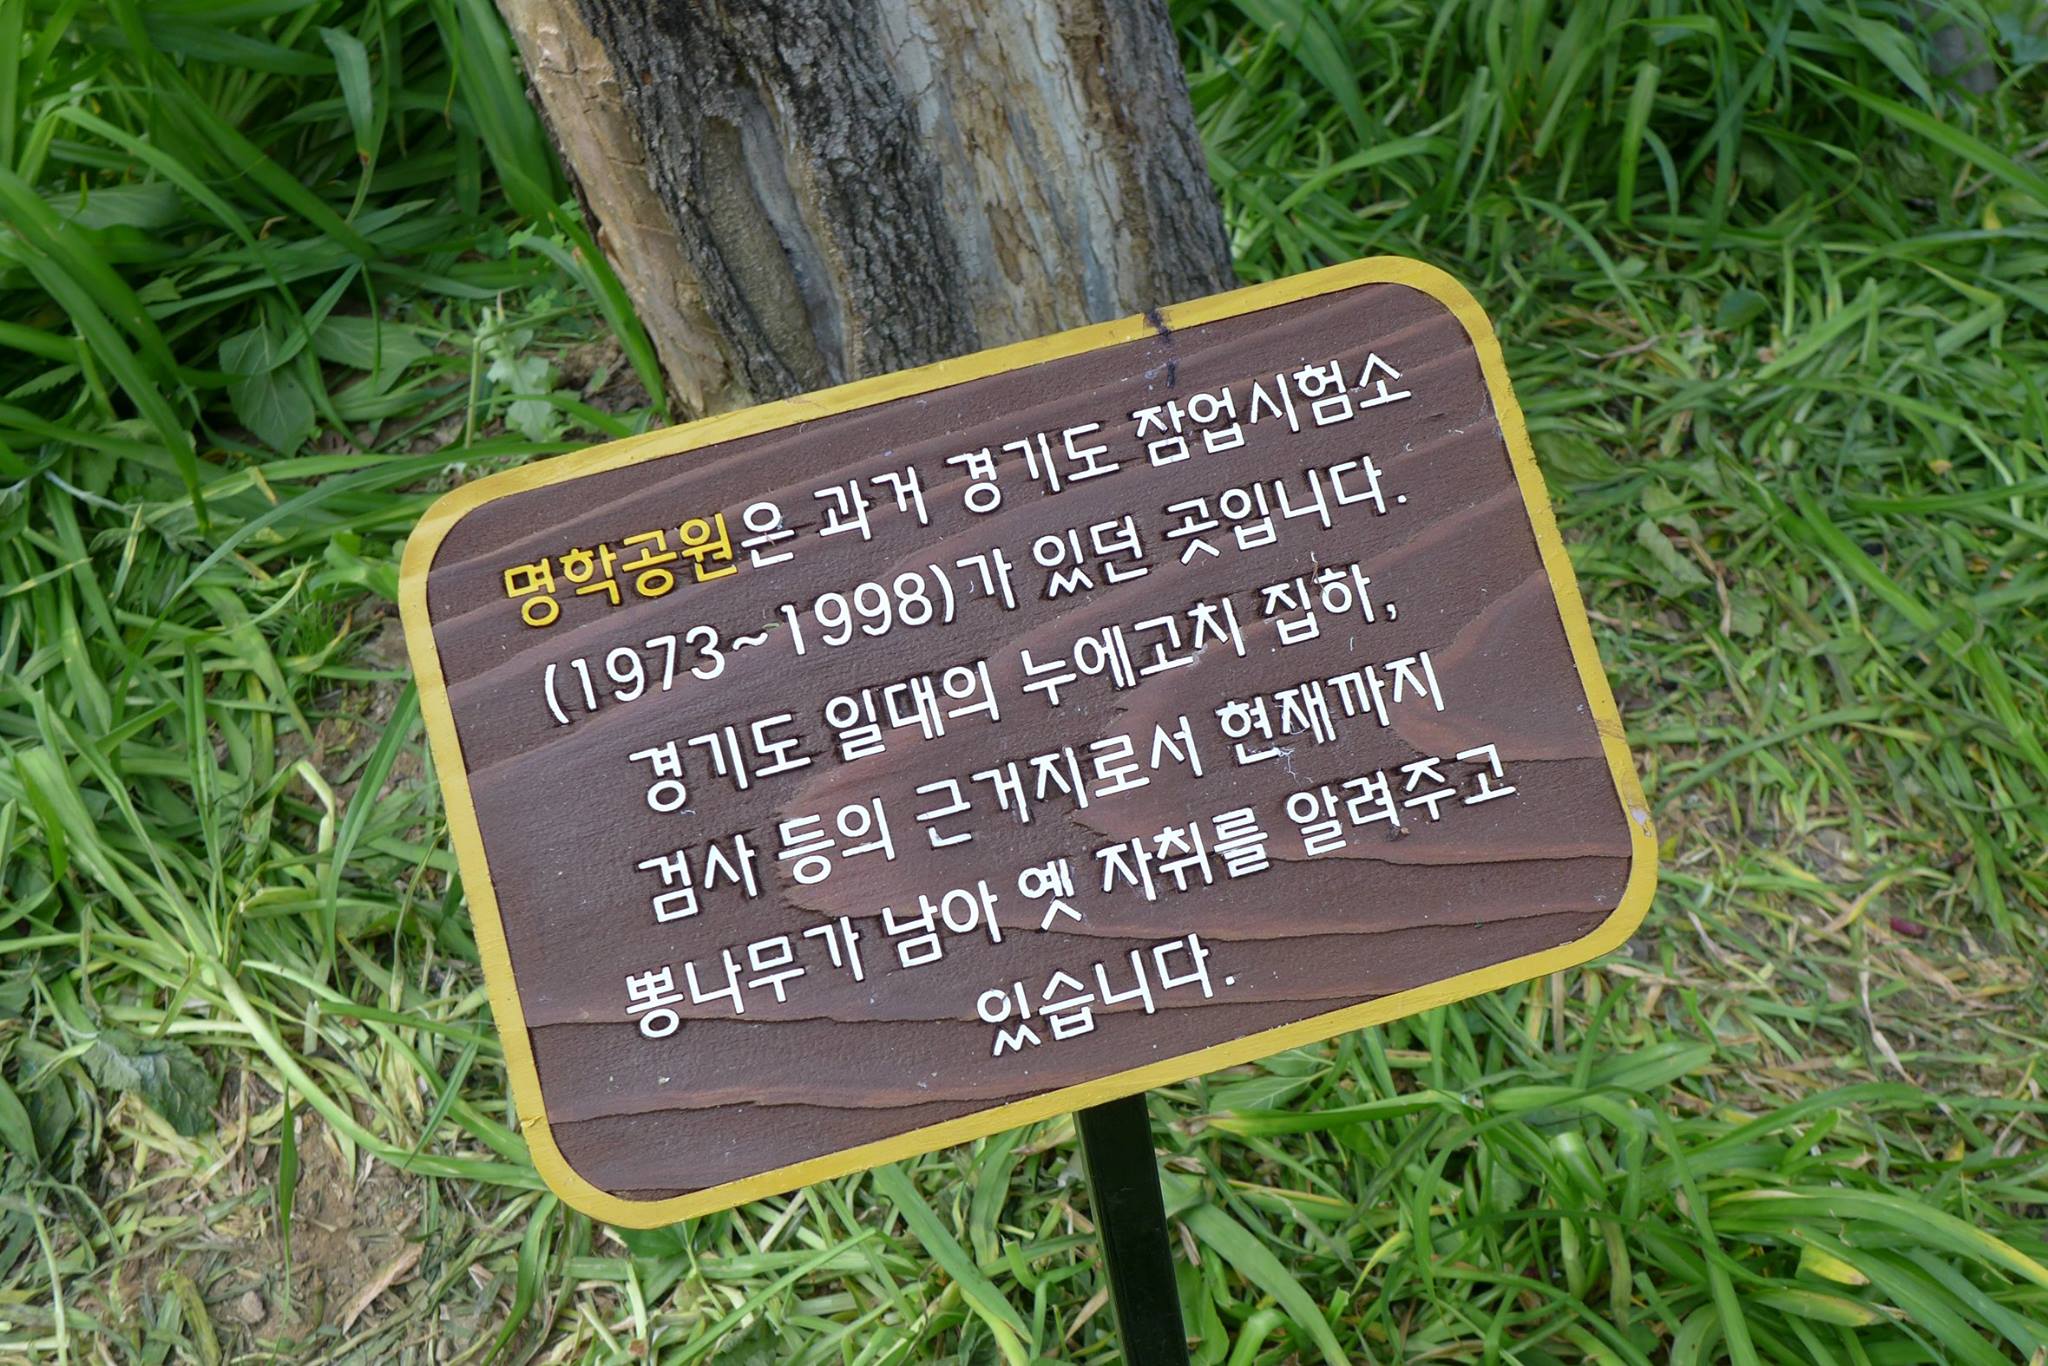 명학공원은 과거 경기도 잠업시험소
(1973~1998)가 있던 곳입니다.
경기도 일대의 누에고치 집하,
검사 등의 근거지로서 현재까지
뽕나무가 남아 옛 자취를 알려주고
있습니다.